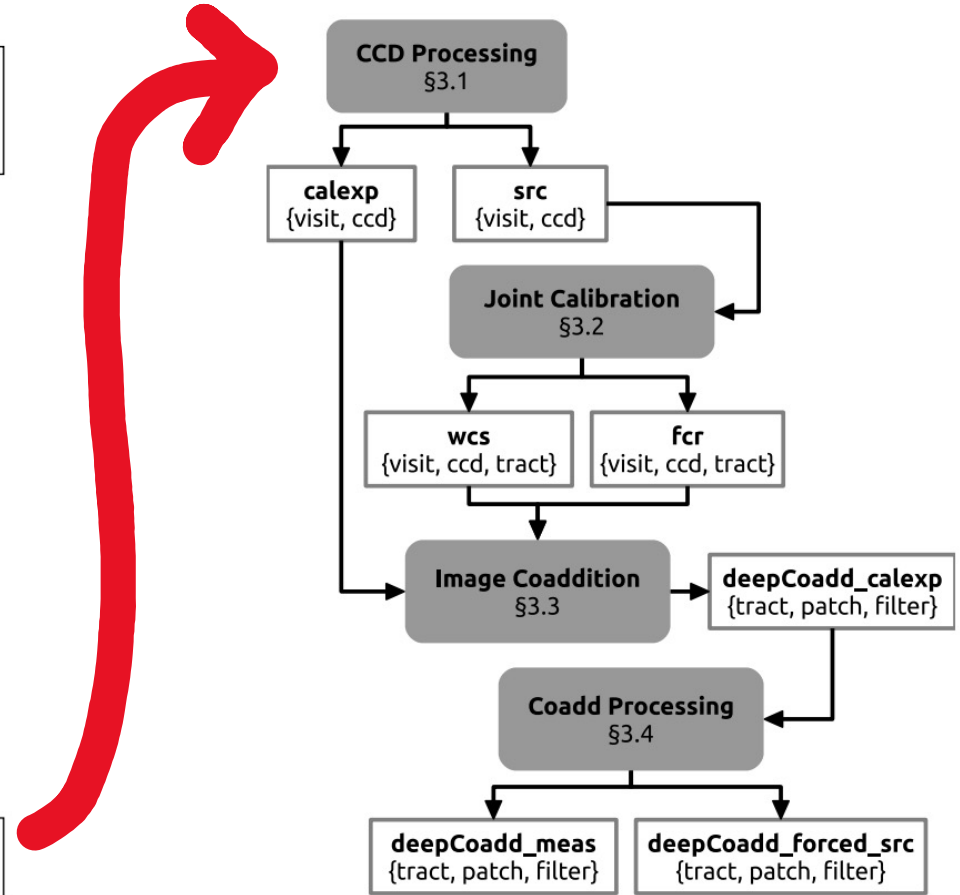 CCD Processing
§3.1
calexp
{visit, ccd}
src
{visit, ccd}
Joint Calibration
§3.2
wcs
{visit, ccd, tract}
fcr
{visit, ccd, tract}
Image Coaddition
§3.3
deepCoadd_calexp
{tract, patch, filter}
Coadd Processing
§3.4
deepCoadd_meas
{tract, patch, filter}
deepCoadd_forced_src
{tract, patch, filter}